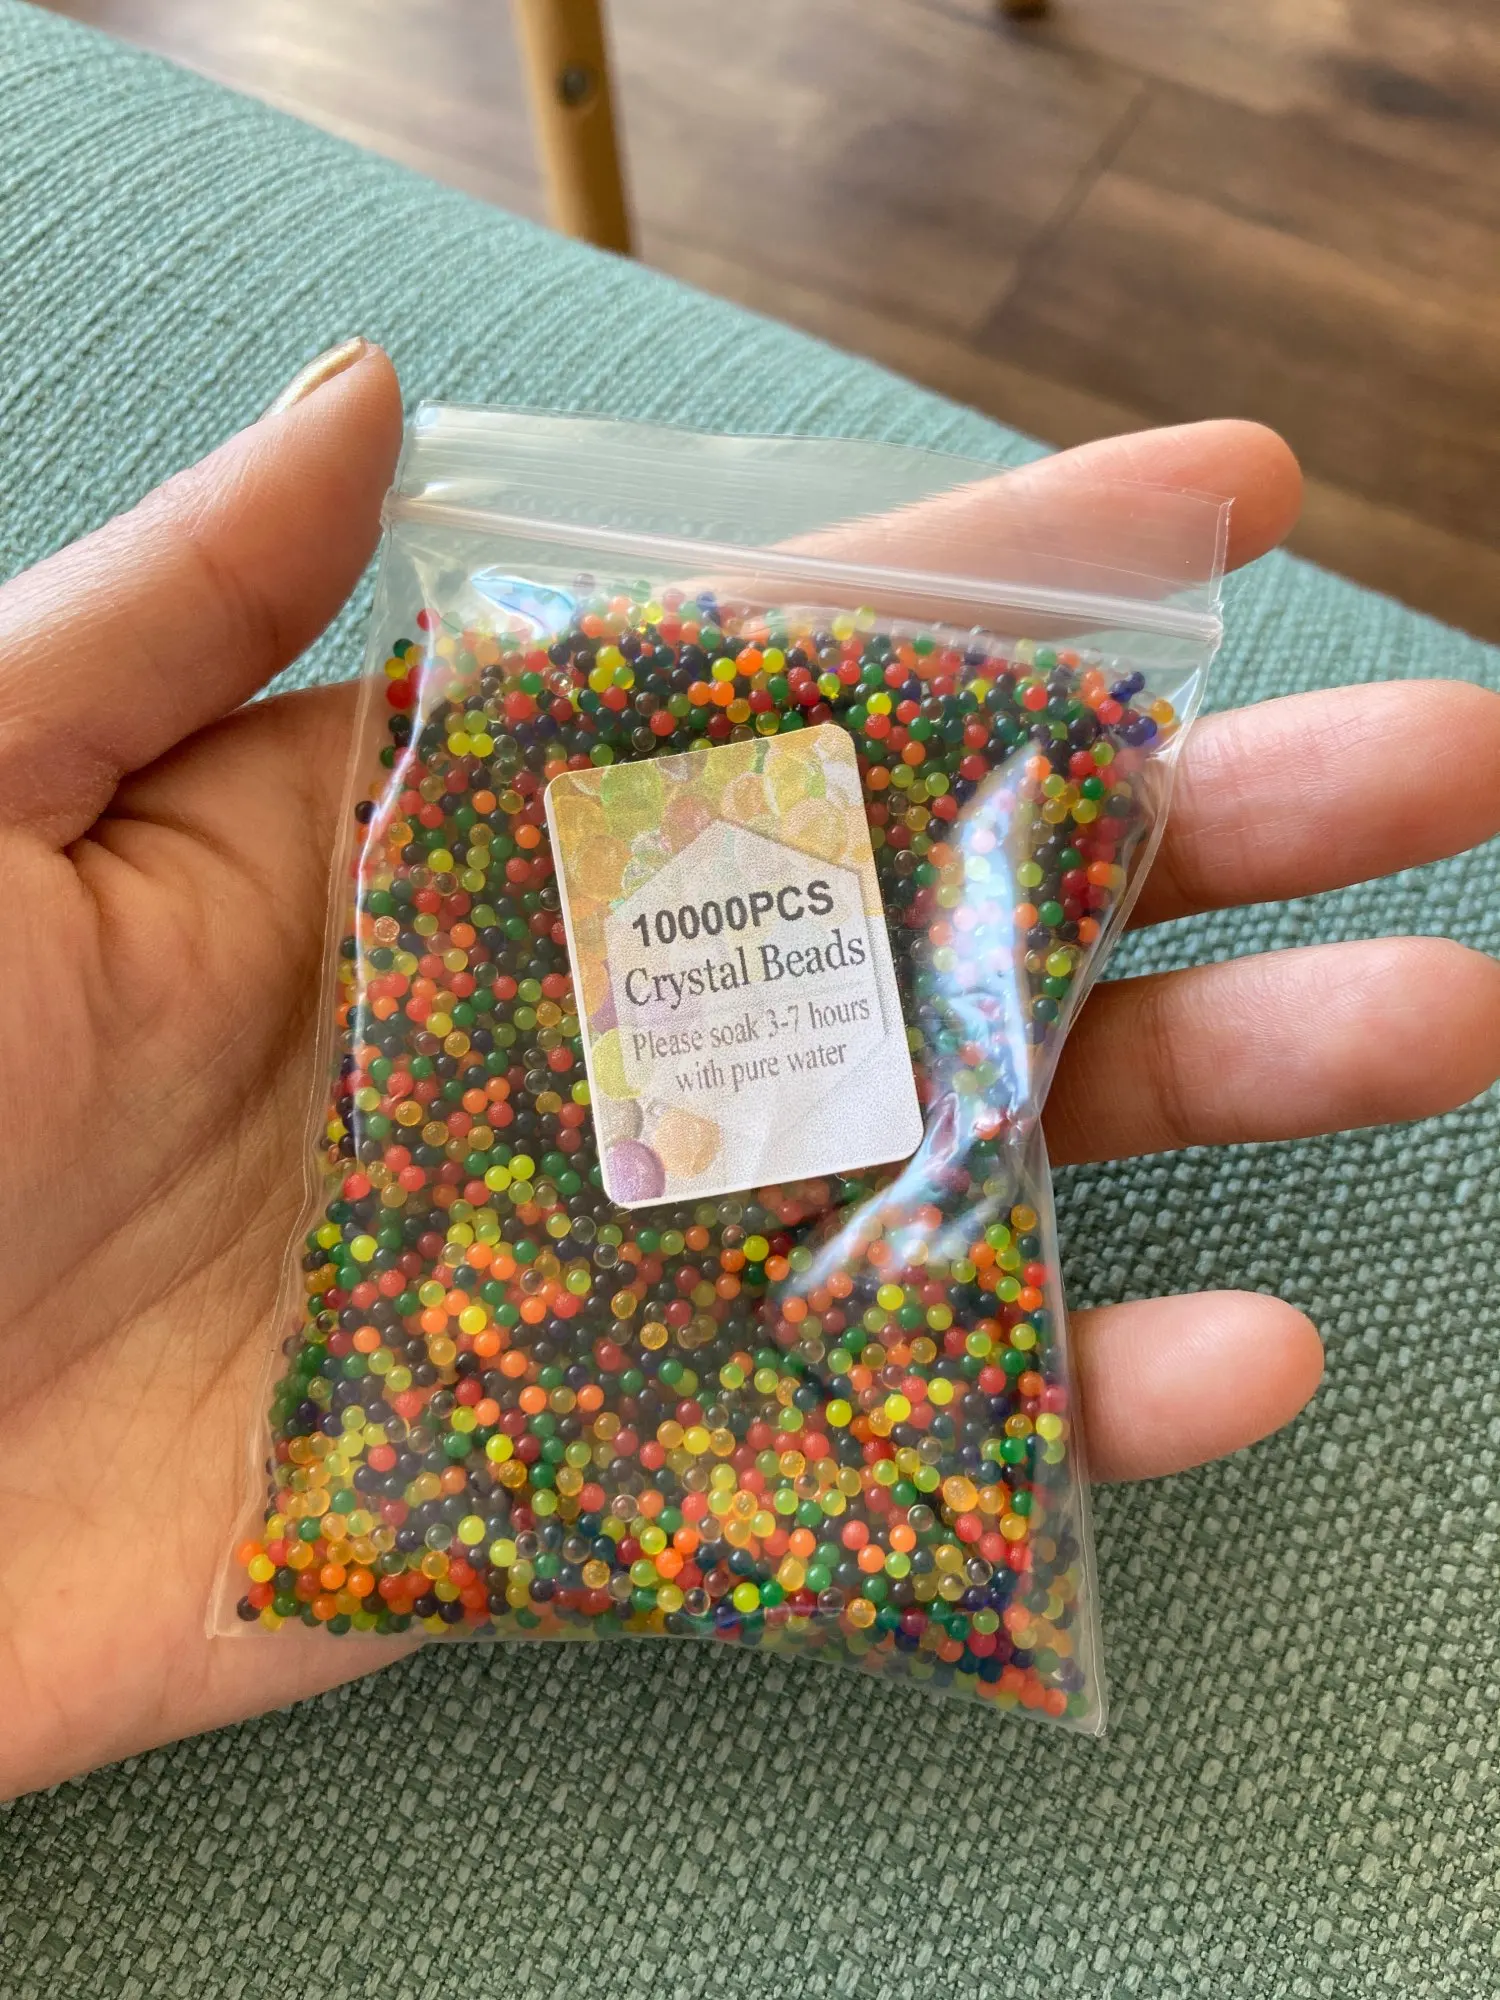 10000PCS
Crystal Beads
Please soak 3-7 hours
with pure water